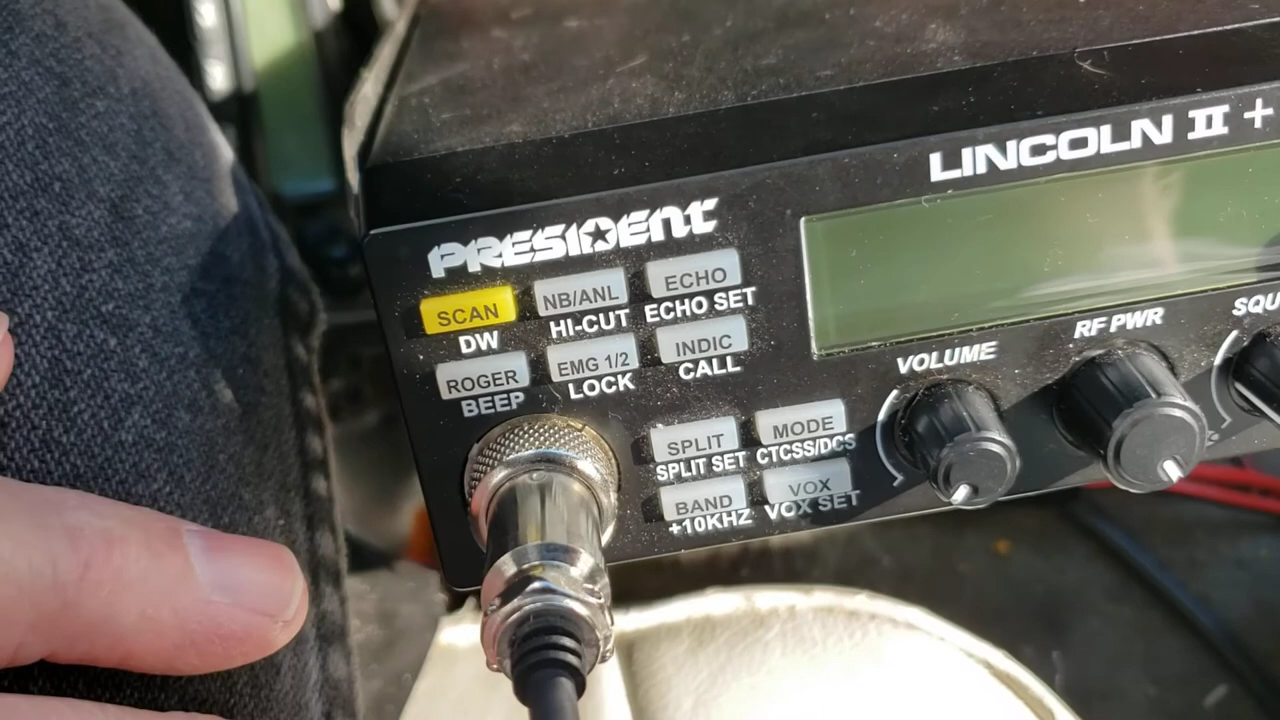 LINCOLN II +
PRESIDENT
SCAN NB/ANL ECHO
DW HI-CUT ECHO SET
ROGER EMG 1/2 INDIC
BEEP LOCK CALL
SPLIT MODE
SPLIT SET CTCSS/DCS
BAND VOX
+10KHZ VOX SET
VOLUME RF PWR SQU